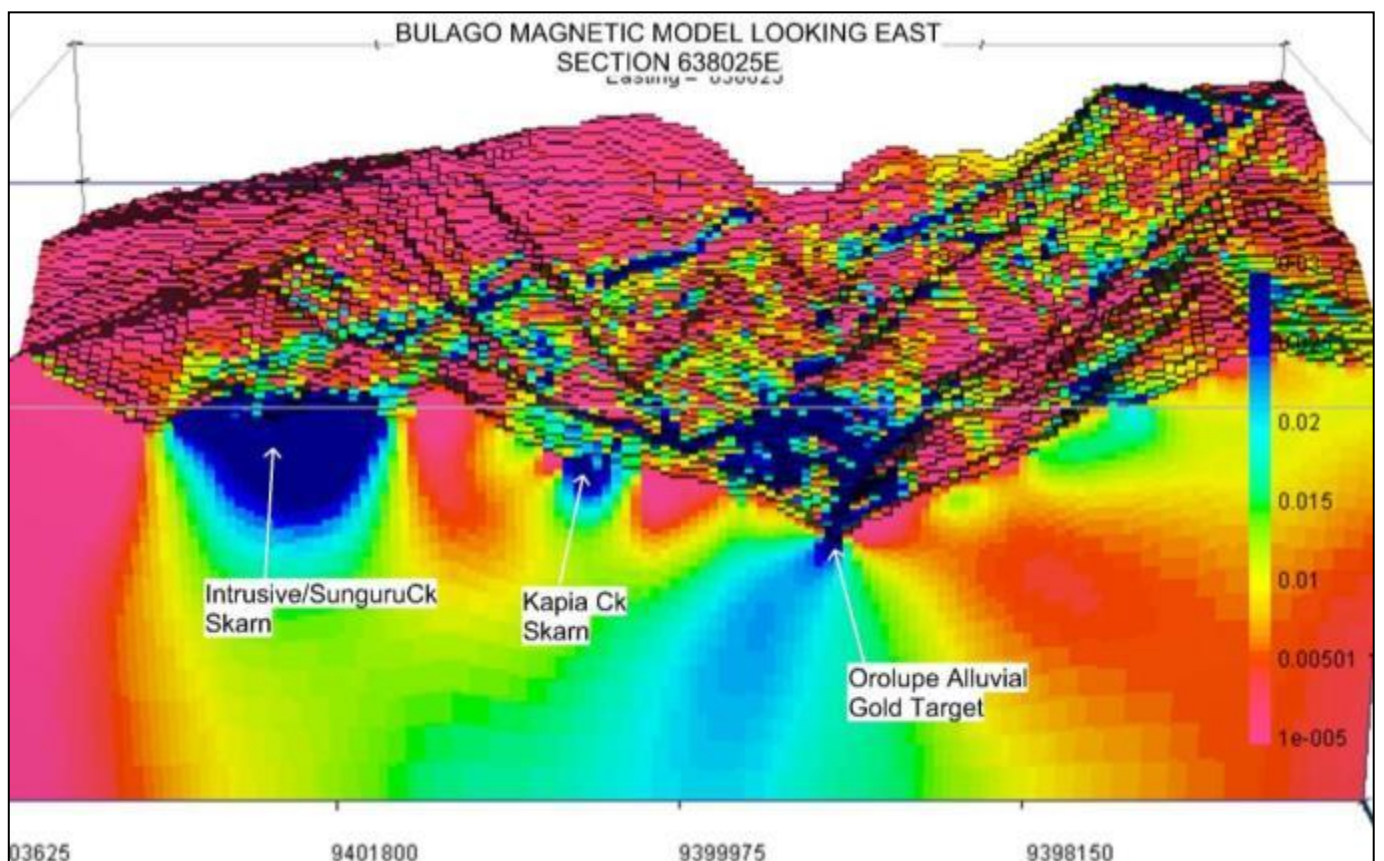 BULAGO MAGNETIC MODEL LOOKING EAST
SECTION 638025E
0.02
0.015
0.01
0.00501
1e-005
Intrusive/SunguruCk
Skarn
Kapia Ck
Skarn
Orolupe Alluvial
Gold Target
03625
9401800
9399975
9398150